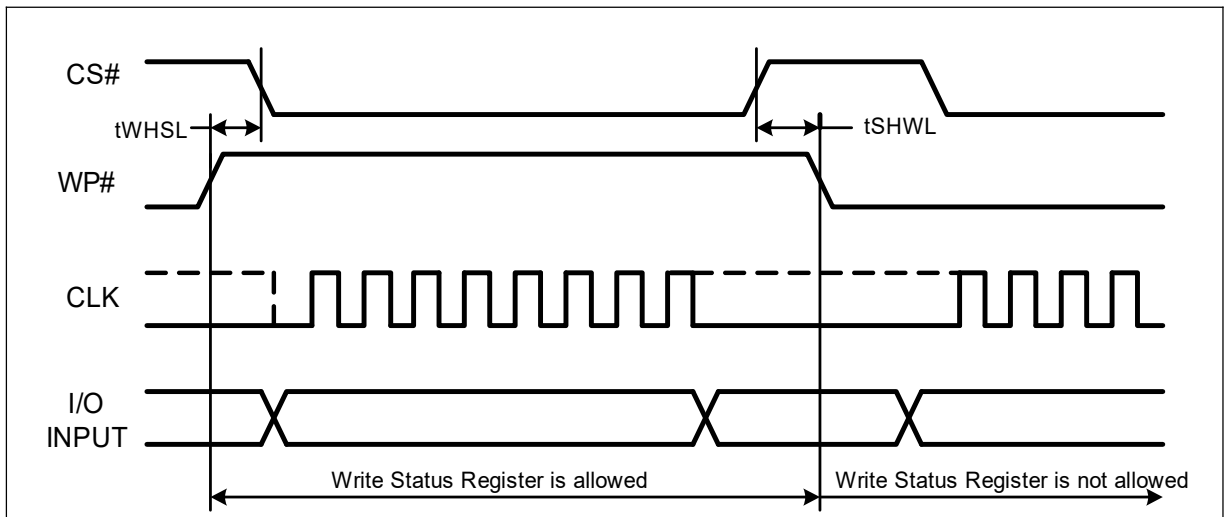 CS#
tWHSL
tSHWL
WP#
CLK
I/O
INPUT
Write Status Register is allowed
Write Status Register is not allowed